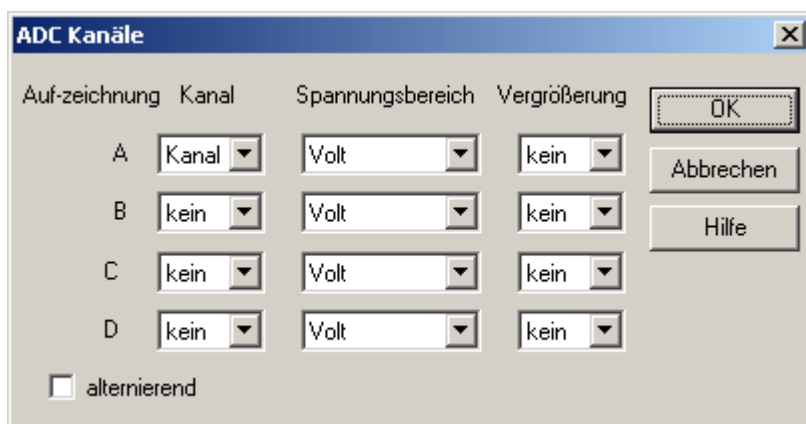 ADC Kanäle
Auf-zeichnung Kanal Spannungsbereich Vergrößerung
OK
A Kanal Volt kein
Abbrechen
B kein Volt kein
Hilfe
C kein Volt kein
D kein Volt kein
alternierend